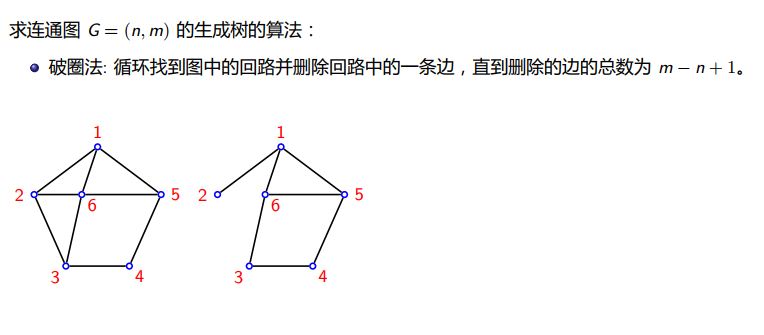 求连通图 G = (n, m) 的生成树的算法：
破圈法: 循环找到图中的回路并删除回路中的一条边，直到删除的边的总数为 m − n + 1。
1 1
2 5 2 5
6 6
3 4 3 4